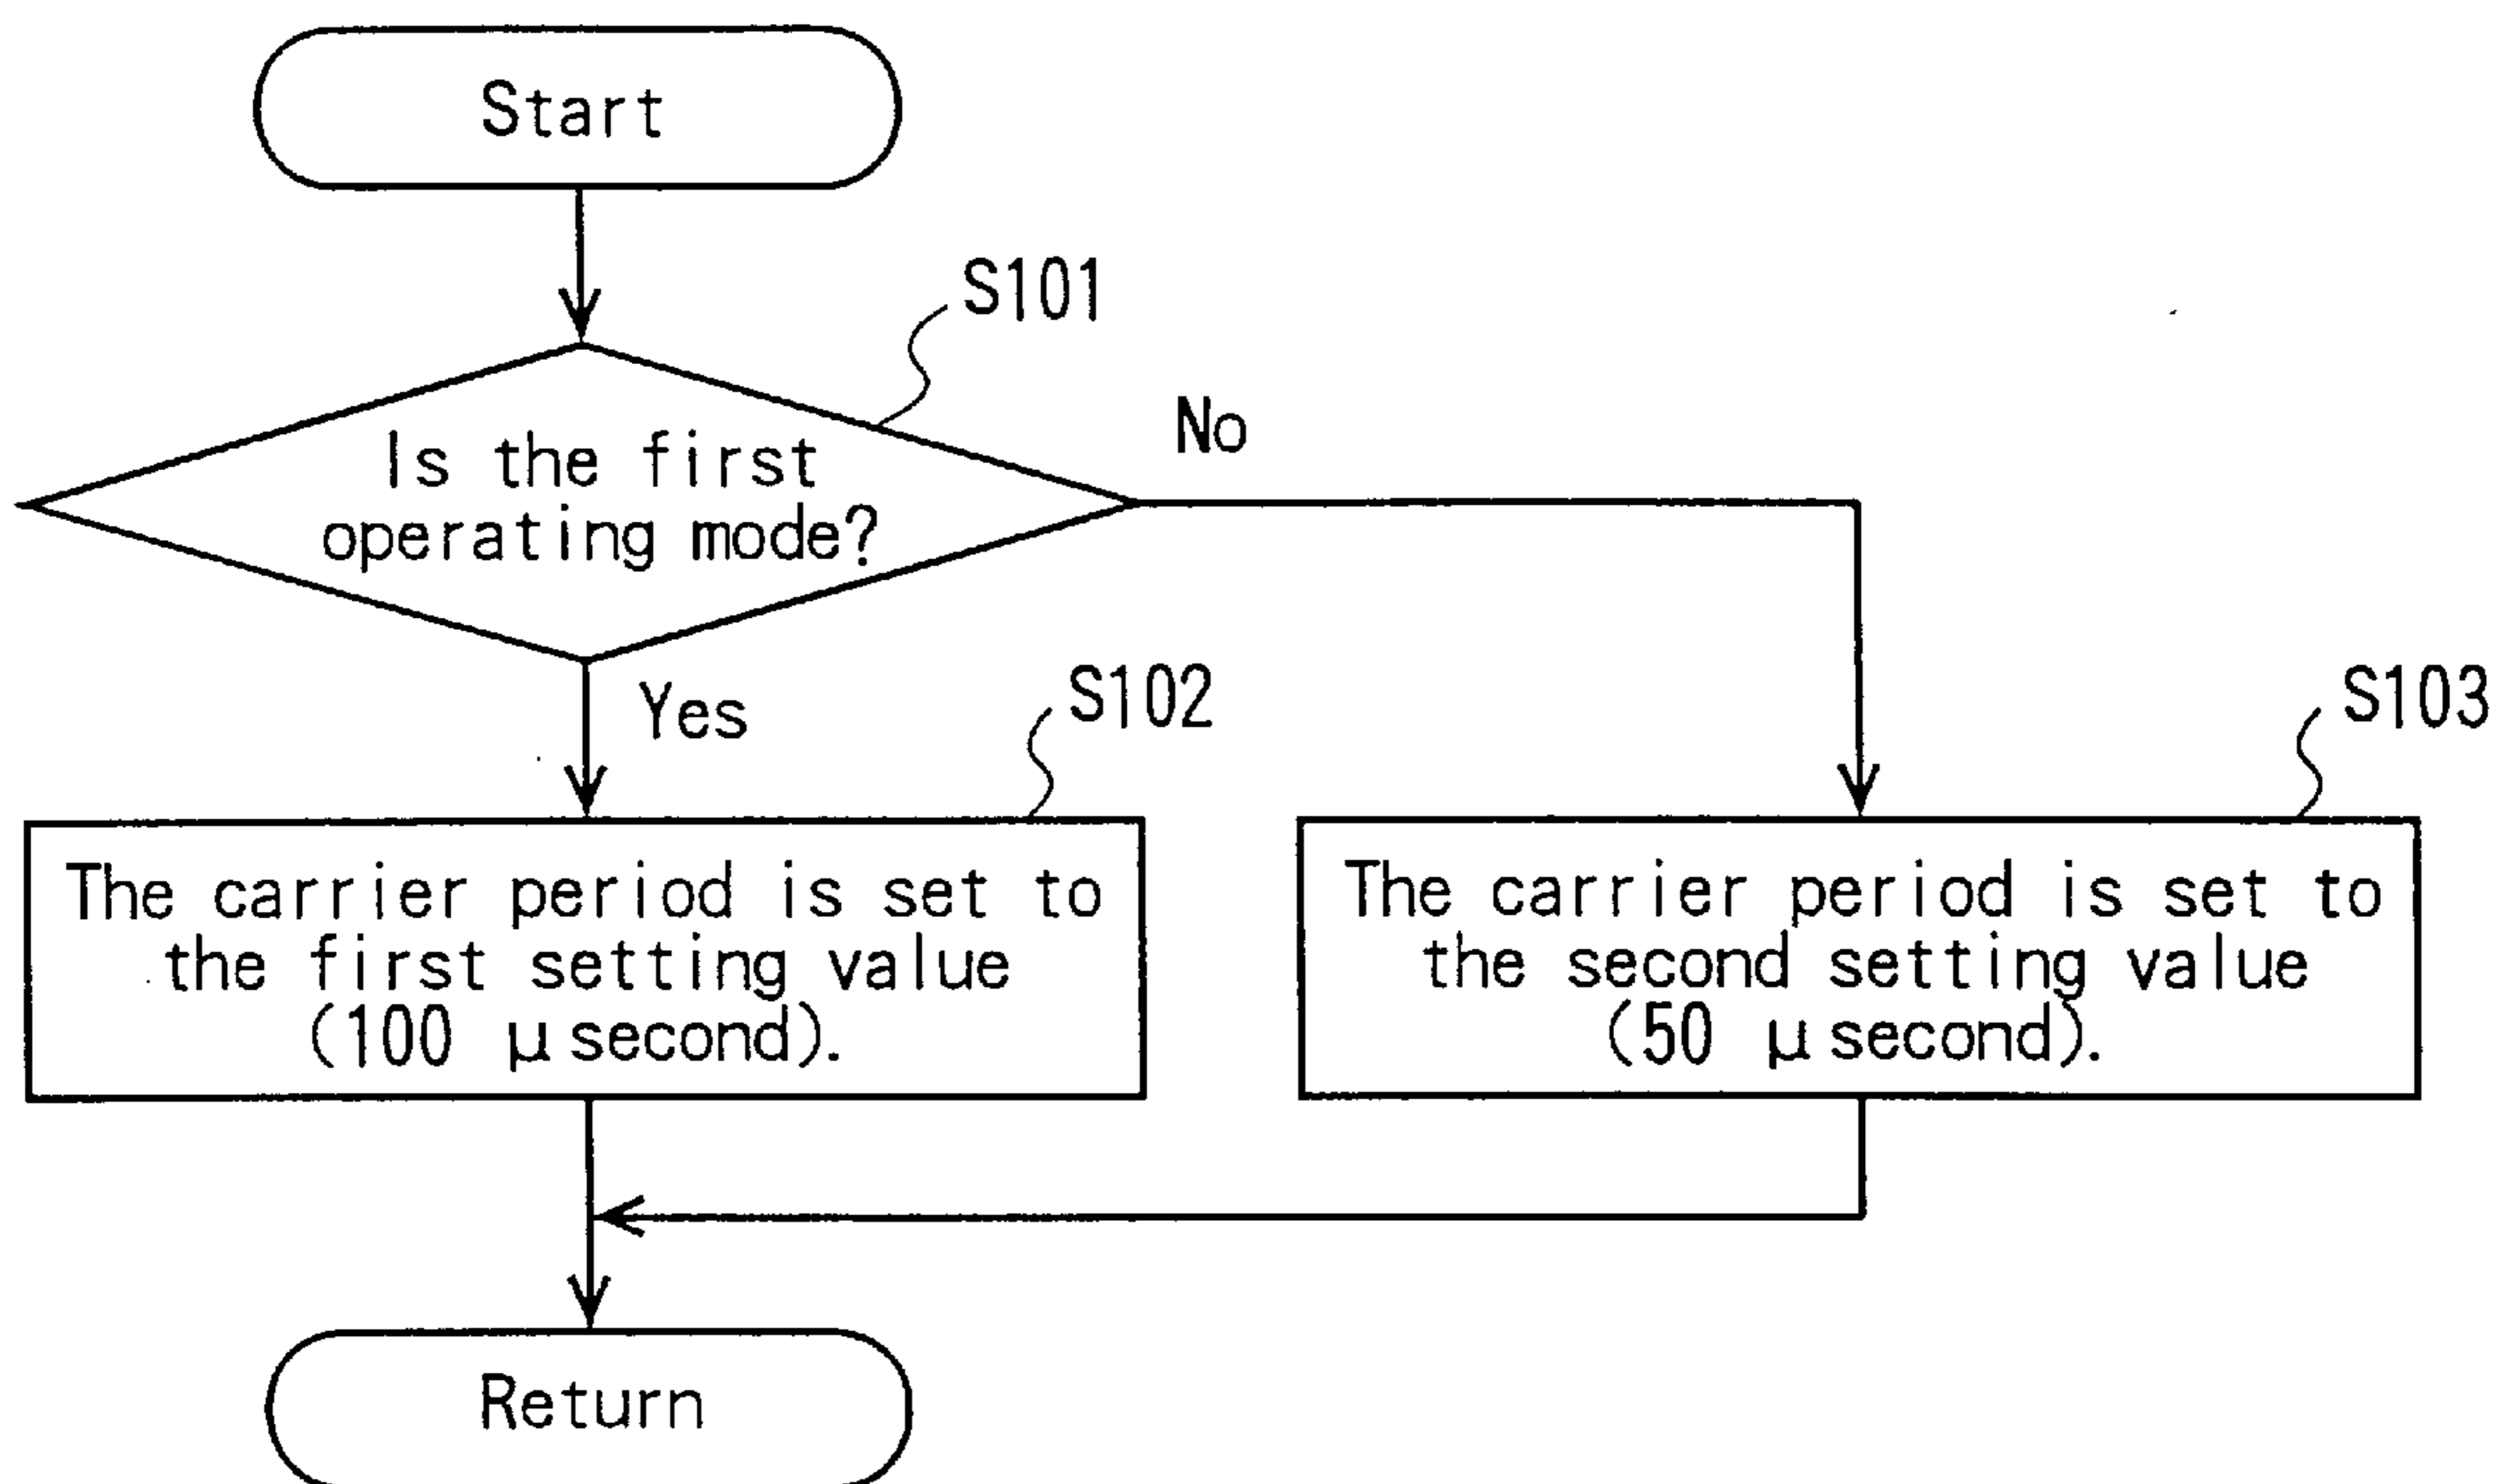 Start
S101
Is the first
operating mode?
No
Yes
S102
The carrier period is set to
the first setting value
(100 μ second).
S103
The carrier period is set to
the second setting value
(50 μ second).
Return